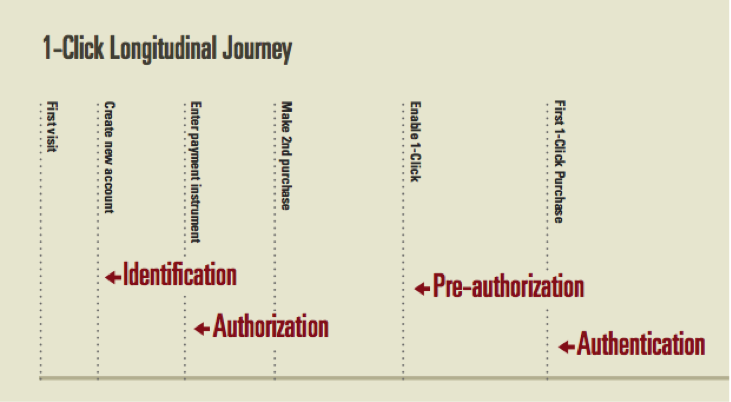 1-Click Longitudinal Journey
First visit
Create new account
Enter payment instrument
Make 2nd purchase
Enable 1-Click
First 1-Click Purchase
Identification
Authorization
Pre-authorization
Authentication